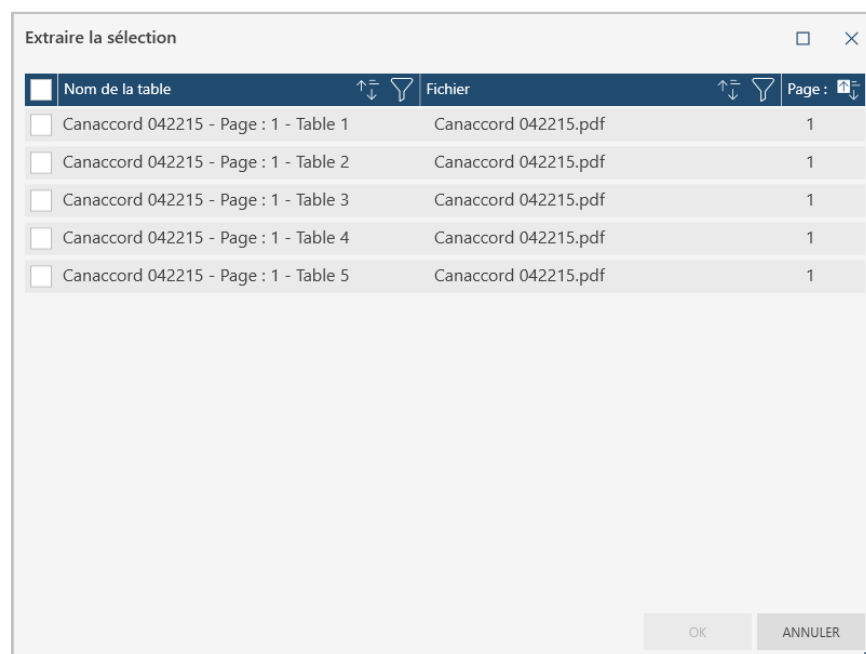 Extraire la sélection
Nom de la table Fichier Page :
Canaccord 042215 - Page : 1 - Table 1 Canaccord 042215.pdf 1
Canaccord 042215 - Page : 1 - Table 2 Canaccord 042215.pdf 1
Canaccord 042215 - Page : 1 - Table 3 Canaccord 042215.pdf 1
Canaccord 042215 - Page : 1 - Table 4 Canaccord 042215.pdf 1
Canaccord 042215 - Page : 1 - Table 5 Canaccord 042215.pdf 1
OK ANNULER